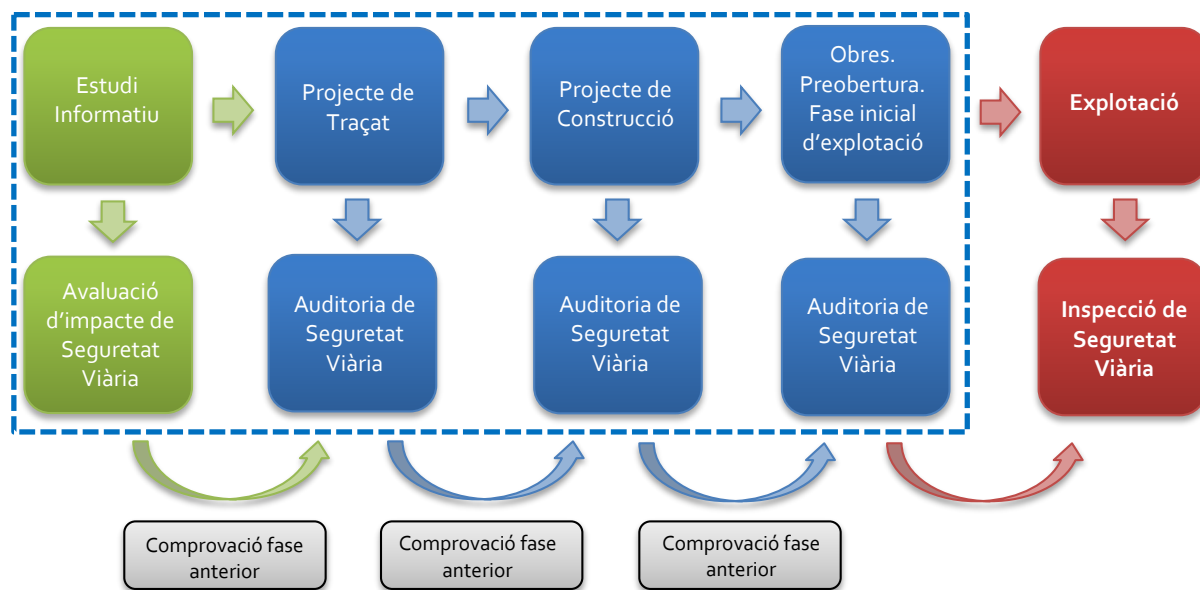 Estudi
Informatiu
Projecte de
Traçat
Projecte de
Construcció
Obres.
Preobertura.
Fase inicial
d'explotació
Explotació
Avaluació
d'impacte de
Seguretat
Viària
Auditoria de
Seguretat
Viària
Auditoria de
Seguretat
Viària
Auditoria de
Seguretat
Viària
Inspecció de
Seguretat
Viària
Comprovació fase
anterior
Comprovació fase
anterior
Comprovació fase
anterior